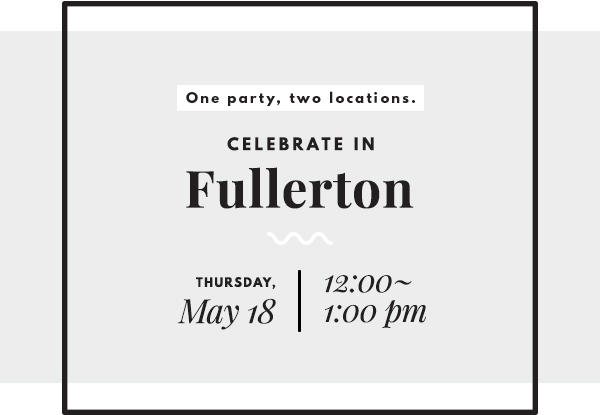 One party, two locations.
CELEBRATE IN
Fullerton
THURSDAY,
May 18
12:00~
1:00 pm